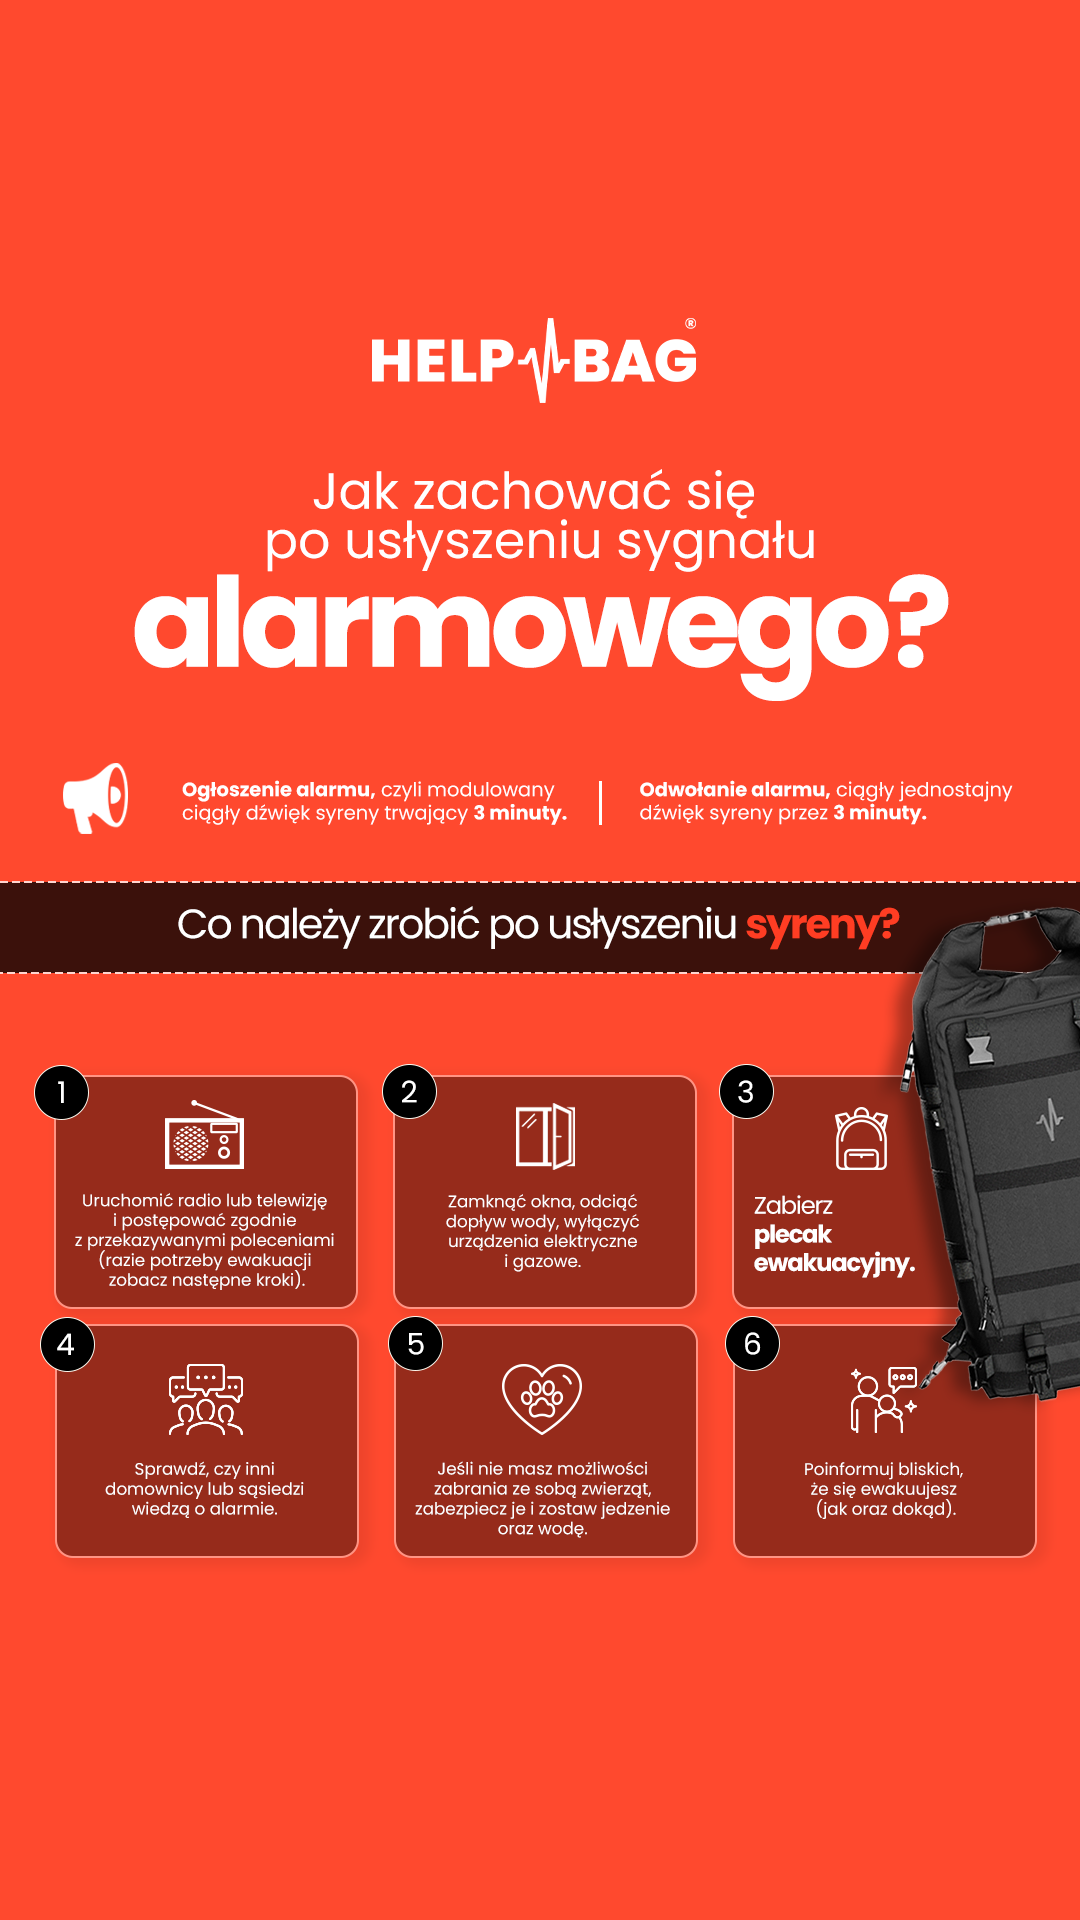 HELP BAG®
Jak zachować się
po usłyszeniu sygnału
alarmowego?
Ogłoszenie alarmu, czyli modulowany
ciągły dźwięk syreny trwający 3 minuty.
Odwołanie alarmu, ciągły jednostajny
dźwięk syreny przez 3 minuty.
Co należy zrobić po usłyszeniu syreny?
1
Uruchomić radio lub telewizję
i postępować zgodnie
z przekazywanymi poleceniami
(razie potrzeby ewakuacji
zobacz następne kroki).
2
Zamknąć okna, odciąć
dopływ wody, wyłączyć
urządzenia elektryczne
i gazowe.
3
Zabierz
plecak
ewakuacyjny.
4
Sprawdź, czy inni
domownicy lub sąsiedzi
wiedzą o alarmie.
5
Jeśli nie masz możliwości
zabrania ze sobą zwierząt,
zabezpiecz je i zostaw jedzenie
oraz wodę.
6
Poinformuj bliskich,
że się ewakuujesz
(jak oraz dokąd).